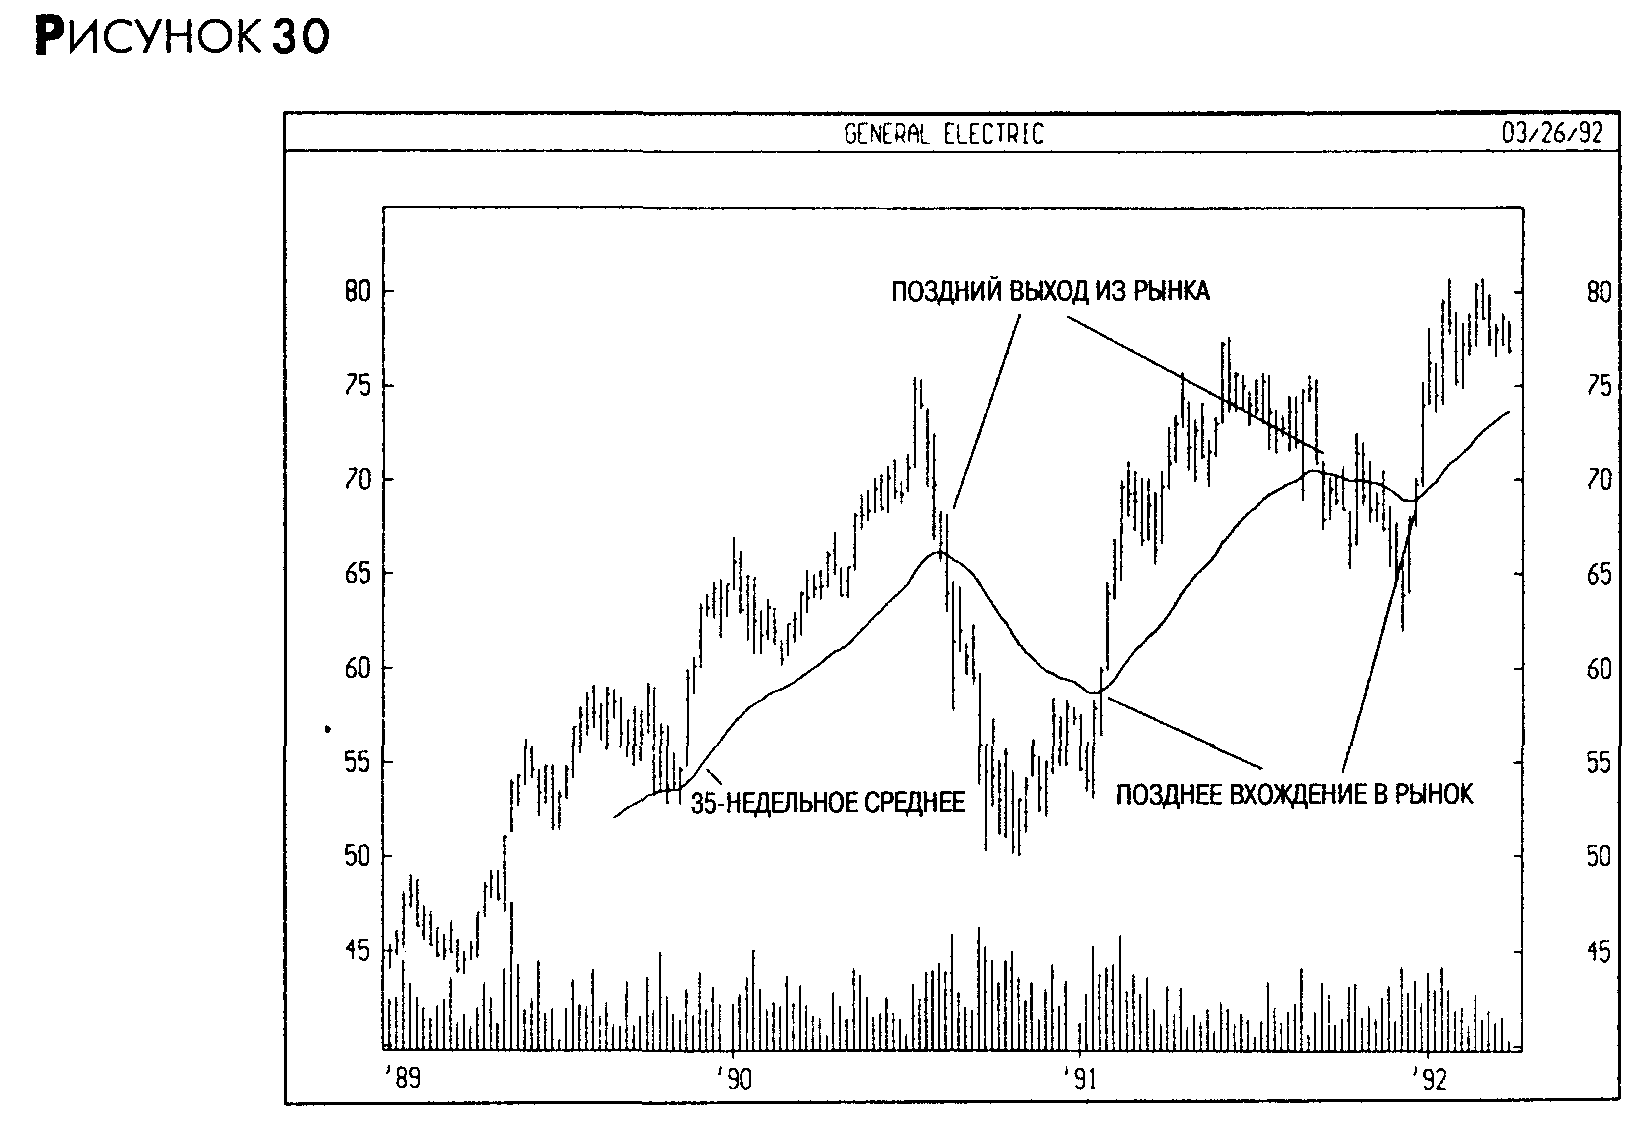 РИСУНОК 30
GENERAL ELECTRIC 03/26/92
80 80
ПОЗДНИЙ ВЫХОД ИЗ РЫНКА
75 75
70 70
65 65
60 60
55 55
35-НЕДЕЛЬНОЕ СРЕДНЕЕ
ПОЗДНЕЕ ВХОЖДЕНИЕ В РЫНОК
50 50
45 45
'89 '90 '91 '92